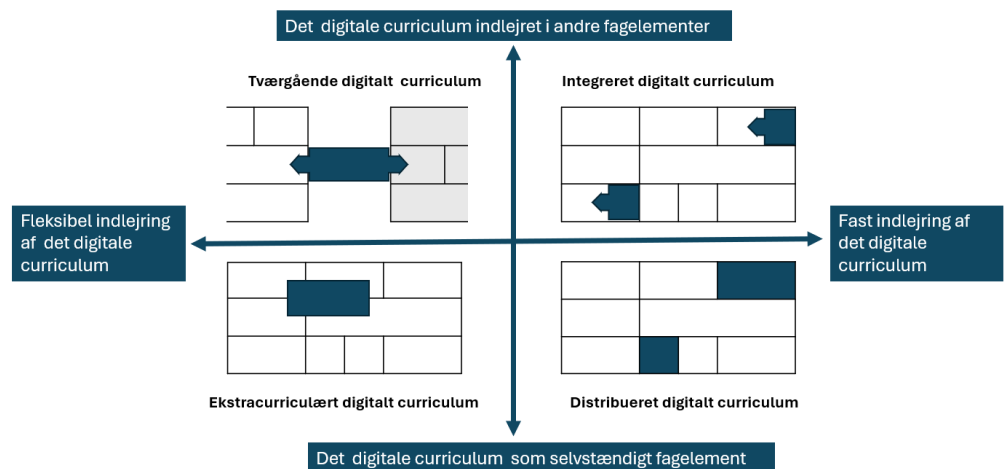 Det digitale curriculum indlejret i andre fagelementer
Tværgående digitalt curriculum
Integreret digitalt curriculum
Fleksibel indlejring
af det digitale
curriculum
Fast indlejring af
det digitale
curriculum
Ekstracurriculært digitalt curriculum
Distribueret digitalt curriculum
Det digitale curriculum som selvstændigt fagelement